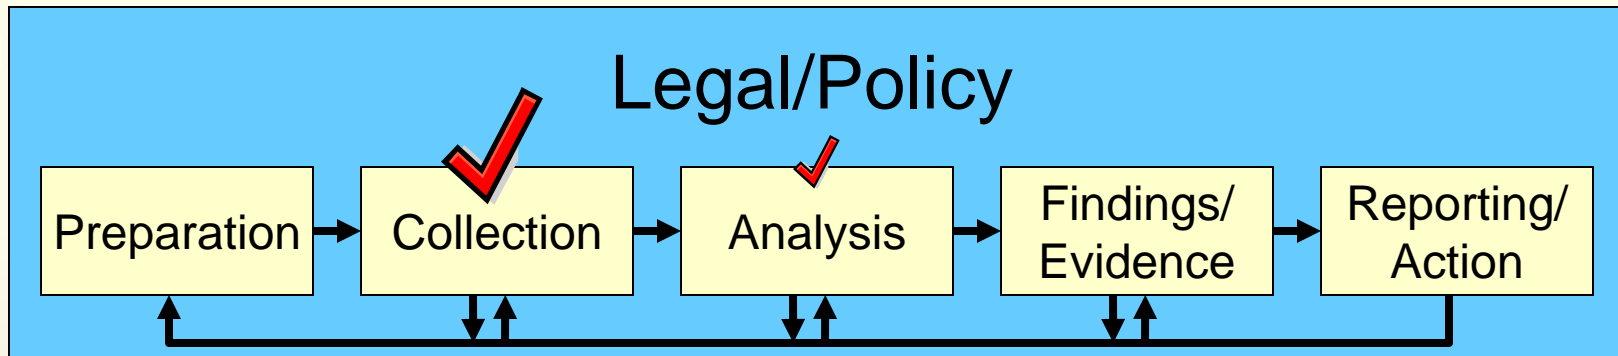 Legal/Policy
Preparation
Collection
Analysis
Findings/
Evidence
Reporting/
Action